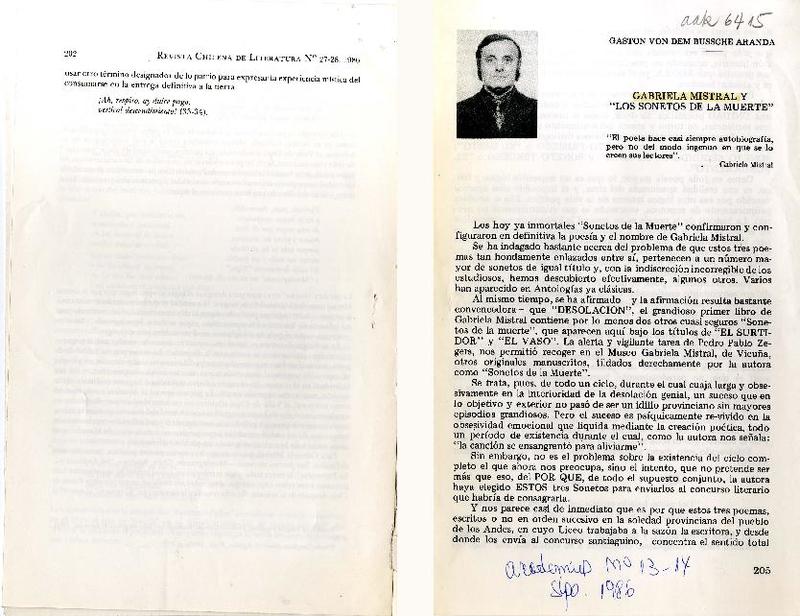 202
REVISTA CHILENA DE LITERATURA Nº 27-28, 1986
usar otro término designador de lo patrio para expresar la experiencia mística del
consumarse en la entrega definitiva a la tierra
¡Ah, respiro, ay dulce pago,
vertical descendimiento! (33-34).
aak 6415
GASTON VON DEM BUSSCHE ARANDA
GABRIELA MISTRAL Y
"LOS SONETOS DE LA MUERTE"
"El poeta hace casi siempre autobiografía,
pero no del modo ingenuo en que se lo
creen sus lectores".
Gabriela Mistral
Los hoy ya inmortales "Sonetos de la Muerte" confirmaron y con-
figuraron en definitiva la poesía y el nombre de Gabriela Mistral.
Se ha indagado bastante acerca del problema de que estos tres poe-
mas tan hondamente enlazados entre sí, pertenecen a un número ma-
yor de sonetos de igual título y, con la indiscreción incorregible de los
estudiosos, hemos descubierto efectivamente, algunos otros. Varios
han aparecido en Antologías ya clásicas.
Al mismo tiempo, se ha afirmado y la afirmación resulta bastante
convencedora— que "DESOLACION", el grandioso primer libro de
Gabriela Mistral contiene por lo menos dos otros cuasi seguros "Sone-
tos de la muerte", que aparecen aquí bajo los títulos de "EL SURTI-
DOR" y "EL VASO". La alerta y vigilante tarea de Pedro Pablo Ze-
gers, nos permitió recoger en el Museo Gabriela Mistral, de Vicuña,
otros originales manuscritos, titulados derechamente por la autora
como "Sonetos de la Muerte".
Se trata, pues, de todo un ciclo, durante el cual cuaja larga y obse-
sivamente en la interioridad de la desolación genial, un suceso que en
lo objetivo y exterior no pasó de ser un idilio provinciano sin mayores
episodios grandiosos. Pero el suceso es psíquicamente re-vivido en la
obsesividad emocional que liquida mediante la creación poética, todo
un período de existencia durante el cual, como la autora nos señala:
"la canción se ensangrentó para aliviarme".
Sin embargo, no es el problema sobre la existencia del ciclo com-
pleto el que ahora nos preocupa, sino el intento, que no pretende ser
más que eso, del POR QUE, de todo el supuesto conjunto, la autora
haya elegido ESTOS tres Sonetos para enviarlos al concurso literario
que habría de consagrarla.
Y nos parece casi de inmediato que es por que estos tres poemas,
escritos o no en orden sucesivo en la soledad provinciana del pueblo
de los Andes, en cuyo Liceo trabajaba a la sazón la escritora, y desde
donde los envía al concurso santiaguino, concentra el sentido total
205
Academus Nº 13-14
Stpo. 1986